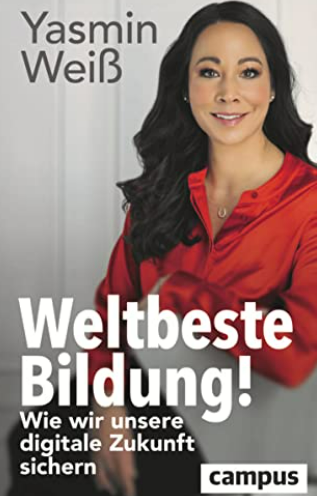 Yasmin
Weiß
Weltbeste
Bildung!
Wie wir unsere
digitale Zukunft
sichern
campus